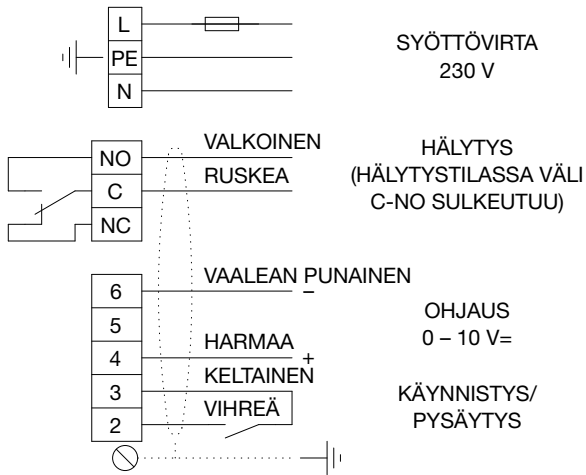 L
PE
N
SYÖTTÖVIRTA
230 V
NO
C
NC
VALKOINEN
RUSKEA
HÄLYTYS
(HÄLYTYSTILASSA VÄLI
C-NO SULKEUTUU)
6
5
4
3
2
VAALEAN PUNAINEN
–
HARMAA
+
KELTAINEN
VIHREÄ
OHJAUS
0 – 10 V=
KÄYNNISTYS/
PYSÄYTYS